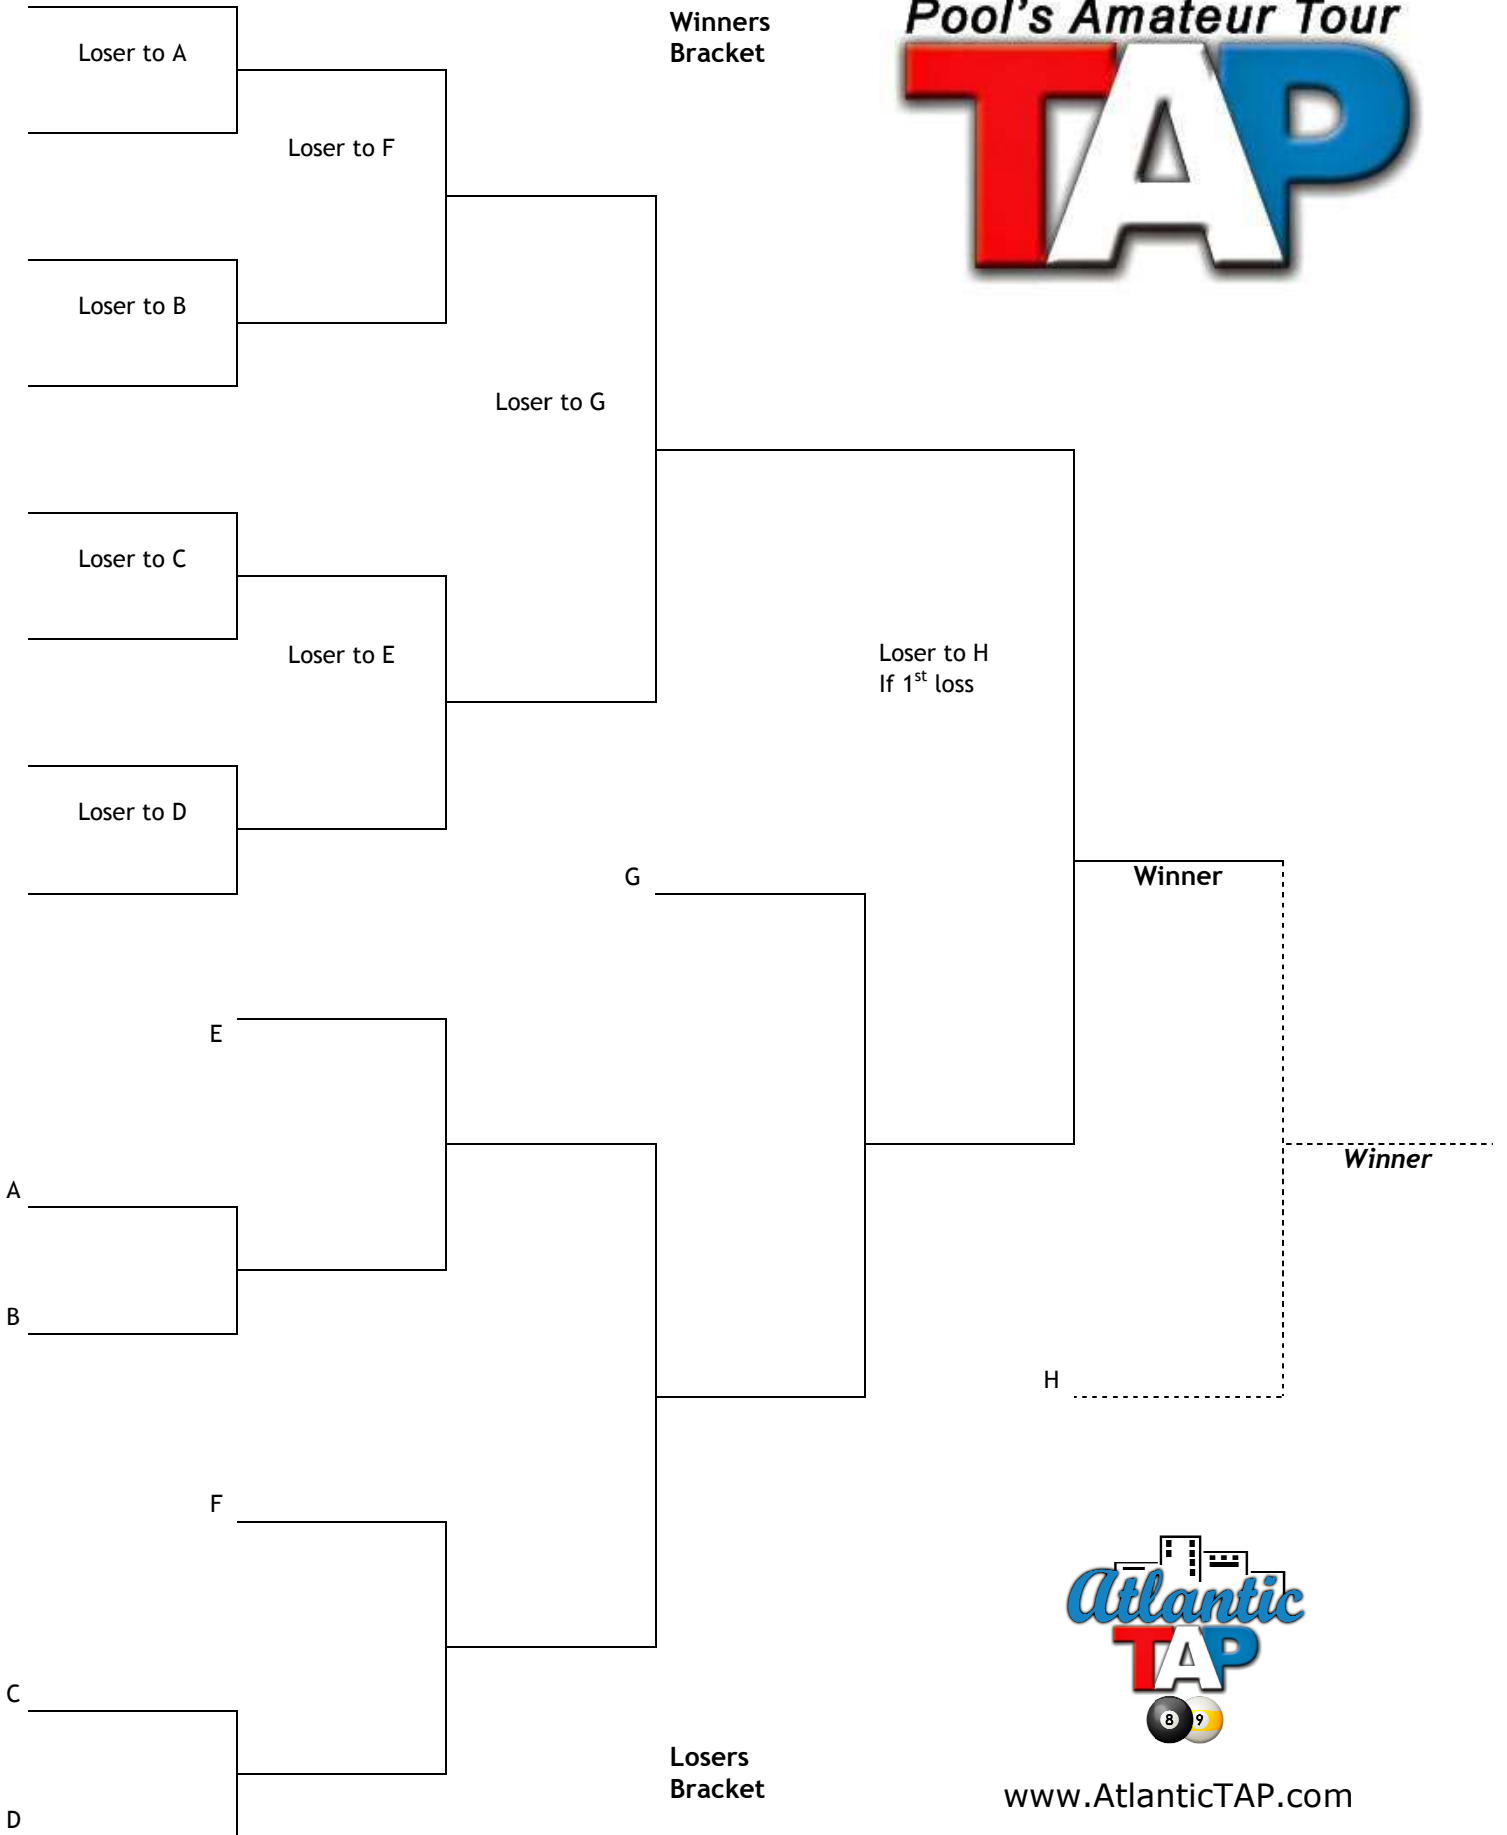 Pool's Amateur Tour
TAP
Winners
Bracket
Loser to A
Loser to F
Loser to B
Loser to G
Loser to C
Loser to E
Loser to H
If 1st loss
Loser to D
G
Winner
E
Winner
A
B
H
F
C
D
Losers
Bracket
Atlantic
TAP
8 9
www.AtlanticTAP.com